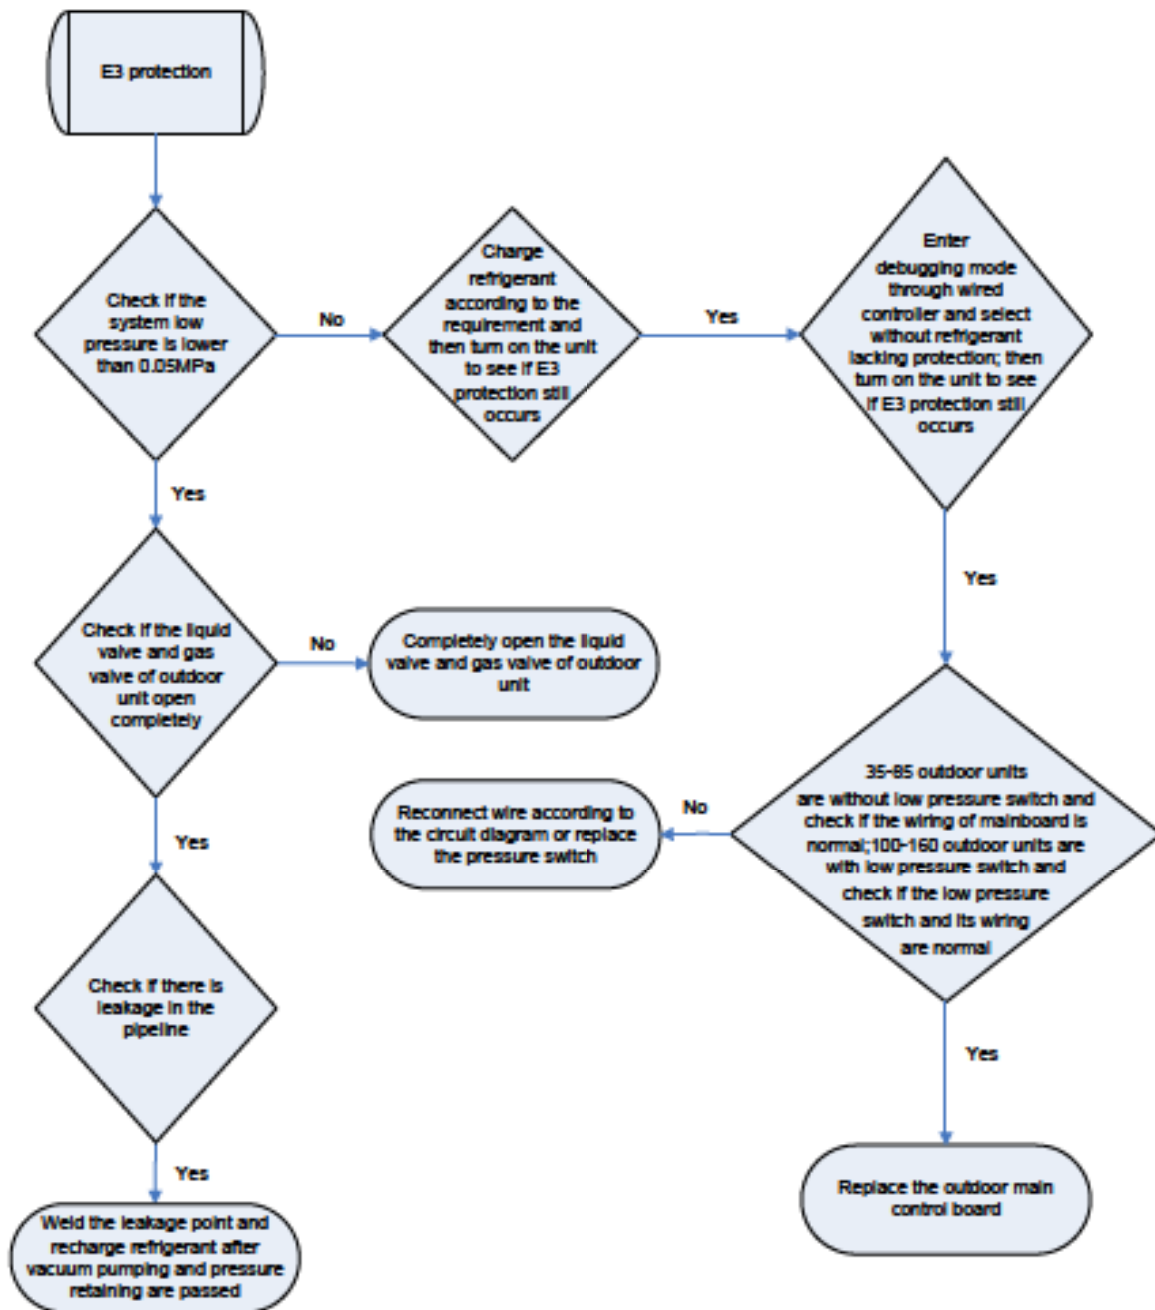 E3 protection
Check if the
system low
pressure is lower
than 0.05MPa
No
Charge
refrigerant
according to the
requirement and
then turn on the unit
to see if E3
protection still
occurs
Yes
Enter
debugging mode
through wired
controller and select
without refrigerant
lacking protection; then
turn on the unit to see
if E3 protection still
occurs
Yes
Yes
Check if the liquid
valve and gas
valve of outdoor
unit open
completely
No
Completely open the liquid
valve and gas valve of outdoor
unit
35-85 outdoor units
are without low pressure switch and
check if the wiring of mainboard is
normal;100-160 outdoor units are
with low pressure switch and
check if the low pressure
switch and its wiring
are normal
No
Reconnect wire according to
the circuit diagram or replace
the pressure switch
Yes
Check if there is
leakage in the
pipeline
Yes
Yes
Weld the leakage point and
recharge refrigerant after
vacuum pumping and pressure
retaining are passed
Replace the outdoor main
control board